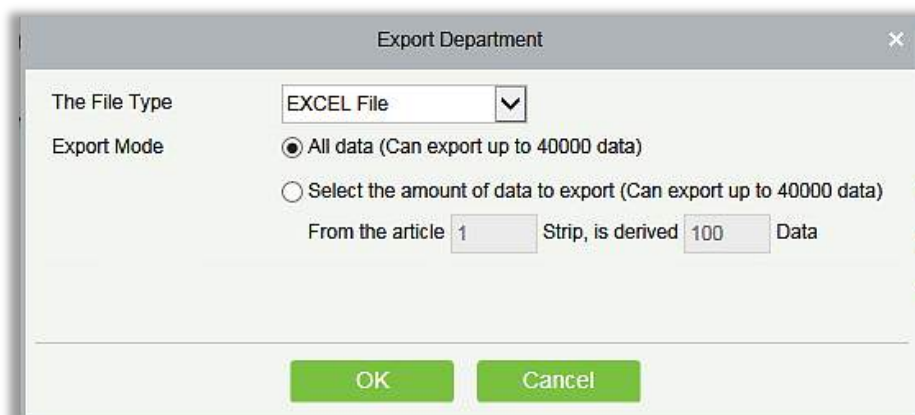 Export Department ×
The File Type EXCEL File
Export Mode All data (Can export up to 40000 data)
Select the amount of data to export (Can export up to 40000 data)
From the article 1 Strip, is derived 100 Data
OK Cancel